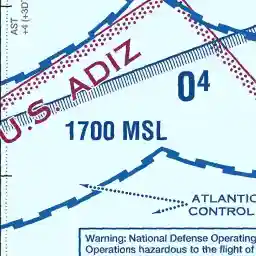 AST
+4 (+3DT
U.S. ADIZ
04
1700 MSL
ATLANTIC
CONTROL
Warning: National Defense Operating
Operations hazardous to the flight of